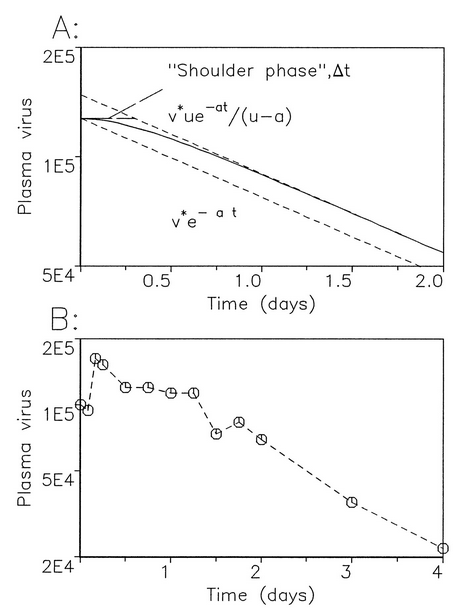 A:
2E5
"Shoulder phase",Δt
v*ue^-at/(u-a)
1E5
v*e^- a t
5E4
Plasma virus
0.5 1.0 1.5 2.0
Time (days)
B:
2E5
1E5
5E4
2E4
Plasma virus
1 2 3 4
Time (days)